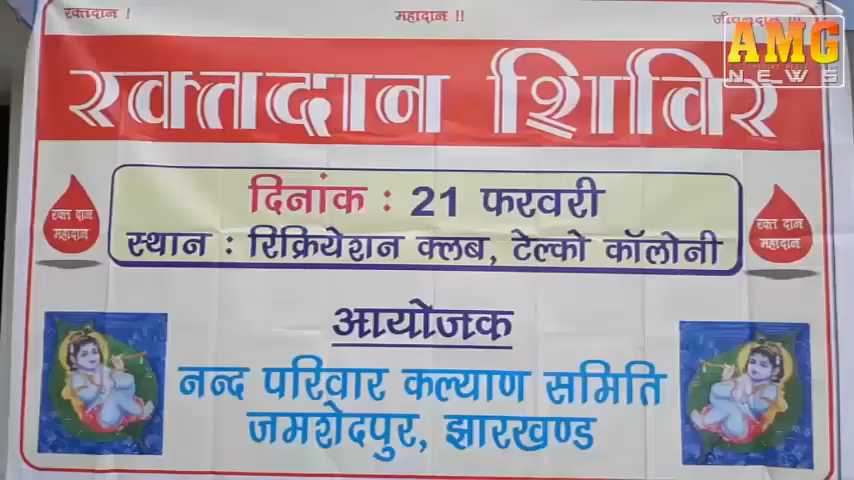 रक्तदान ! महादान !! जीवनदान !!!
AMG
NEWS
रक्तदान शिविर
दिनांक : 21 फरवरी
स्थान : रिक्रियेशन क्लब, टेल्को कॉलोनी
रक्त दान
महादान
रक्त दान
महादान
आयोजक
नन्द परिवार कल्याण समिति
जमशेदपुर, झारखण्ड